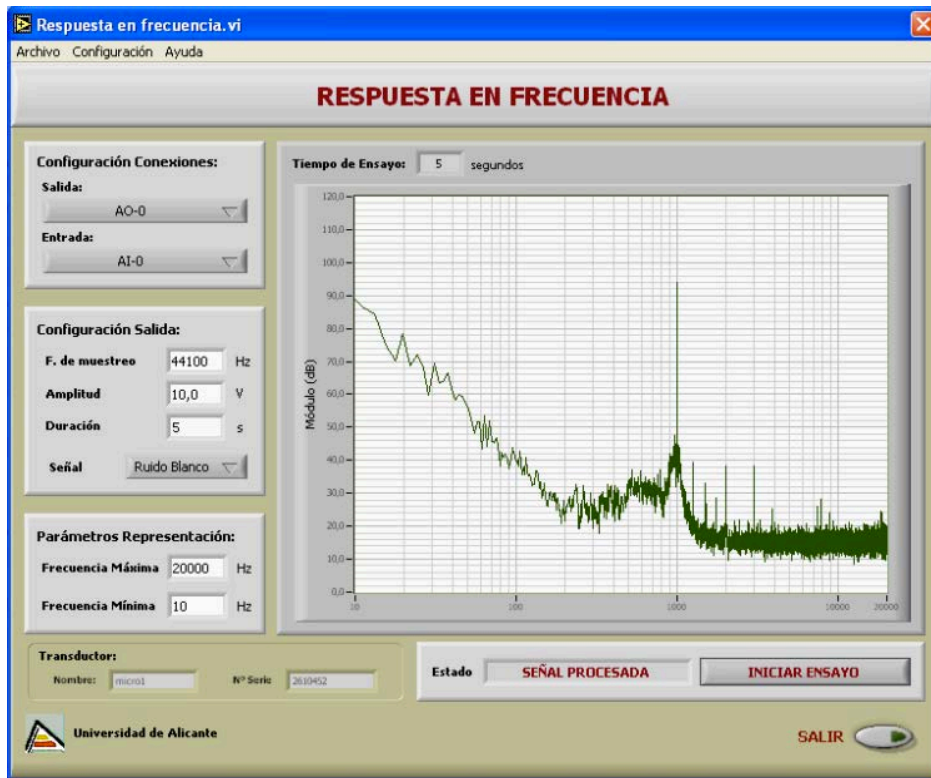 Respuesta en frecuencia.vi
Archivo Configuración Ayuda
RESPUESTA EN FRECUENCIA
Configuración Conexiones:
Salida:
AO-0
Entrada:
AI-0
Configuración Salida:
F. de muestreo 44100 Hz
Amplitud 10,0 V
Duración 5 s
Señal Ruido Blanco
Parámetros Representación:
Frecuencia Máxima 20000 Hz
Frecuencia Mínima 10 Hz
Tiempo de Ensayo: 5 segundos
Módulo (dB)
120,0
110,0
100,0
90,0
80,0
70,0
60,0
50,0
40,0
30,0
20,0
10,0
0,0
10 100 1000 10000 20000
Transductor:
Nombre: micro1 Nº Serie 2610452
Estado SEÑAL PROCESADA INICIAR ENSAYO
Universidad de Alicante
SALIR